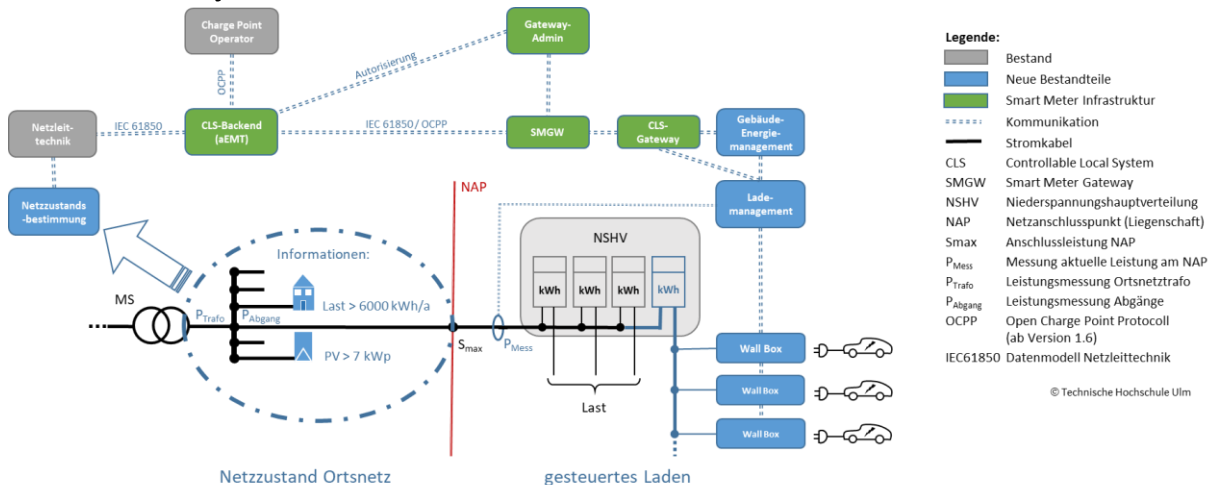 Charge Point
Operator
Gateway-
Admin
OCPP
Autorisierung
Netzleit-
technik
IEC 61850
CLS-Backend
(aEMT)
IEC 61850 / OCPP
SMGW
CLS-
Gateway
Gebäude-
Energie-
management
Netzzustands
-bestimmung
NAP
Lade-
management
Informationen:
NSHV
MS
kWh
kWh
kWh
kWh
Last > 6000 kWh/a
PTrafo
PAbgang
Smax
PMess
PV > 7 kWp
Wall Box
Wall Box
Wall Box
Last
Netzzustand Ortsnetz
gesteuertes Laden
Legende:
Bestand
Neue Bestandteile
Smart Meter Infrastruktur
Kommunikation
Stromkabel
CLS Controllable Local System
SMGW Smart Meter Gateway
NSHV Niederspannungshauptverteilung
NAP Netzanschlusspunkt (Liegenschaft)
Smax Anschlussleistung NAP
PMess Messung aktuelle Leistung am NAP
PTrafo Leistungsmessung Ortsnetztrafo
PAbgang Leistungsmessung Abgänge
OCPP Open Charge Point Protocoll
(ab Version 1.6)
IEC61850 Datenmodell Netzleittechnik
© Technische Hochschule Ulm